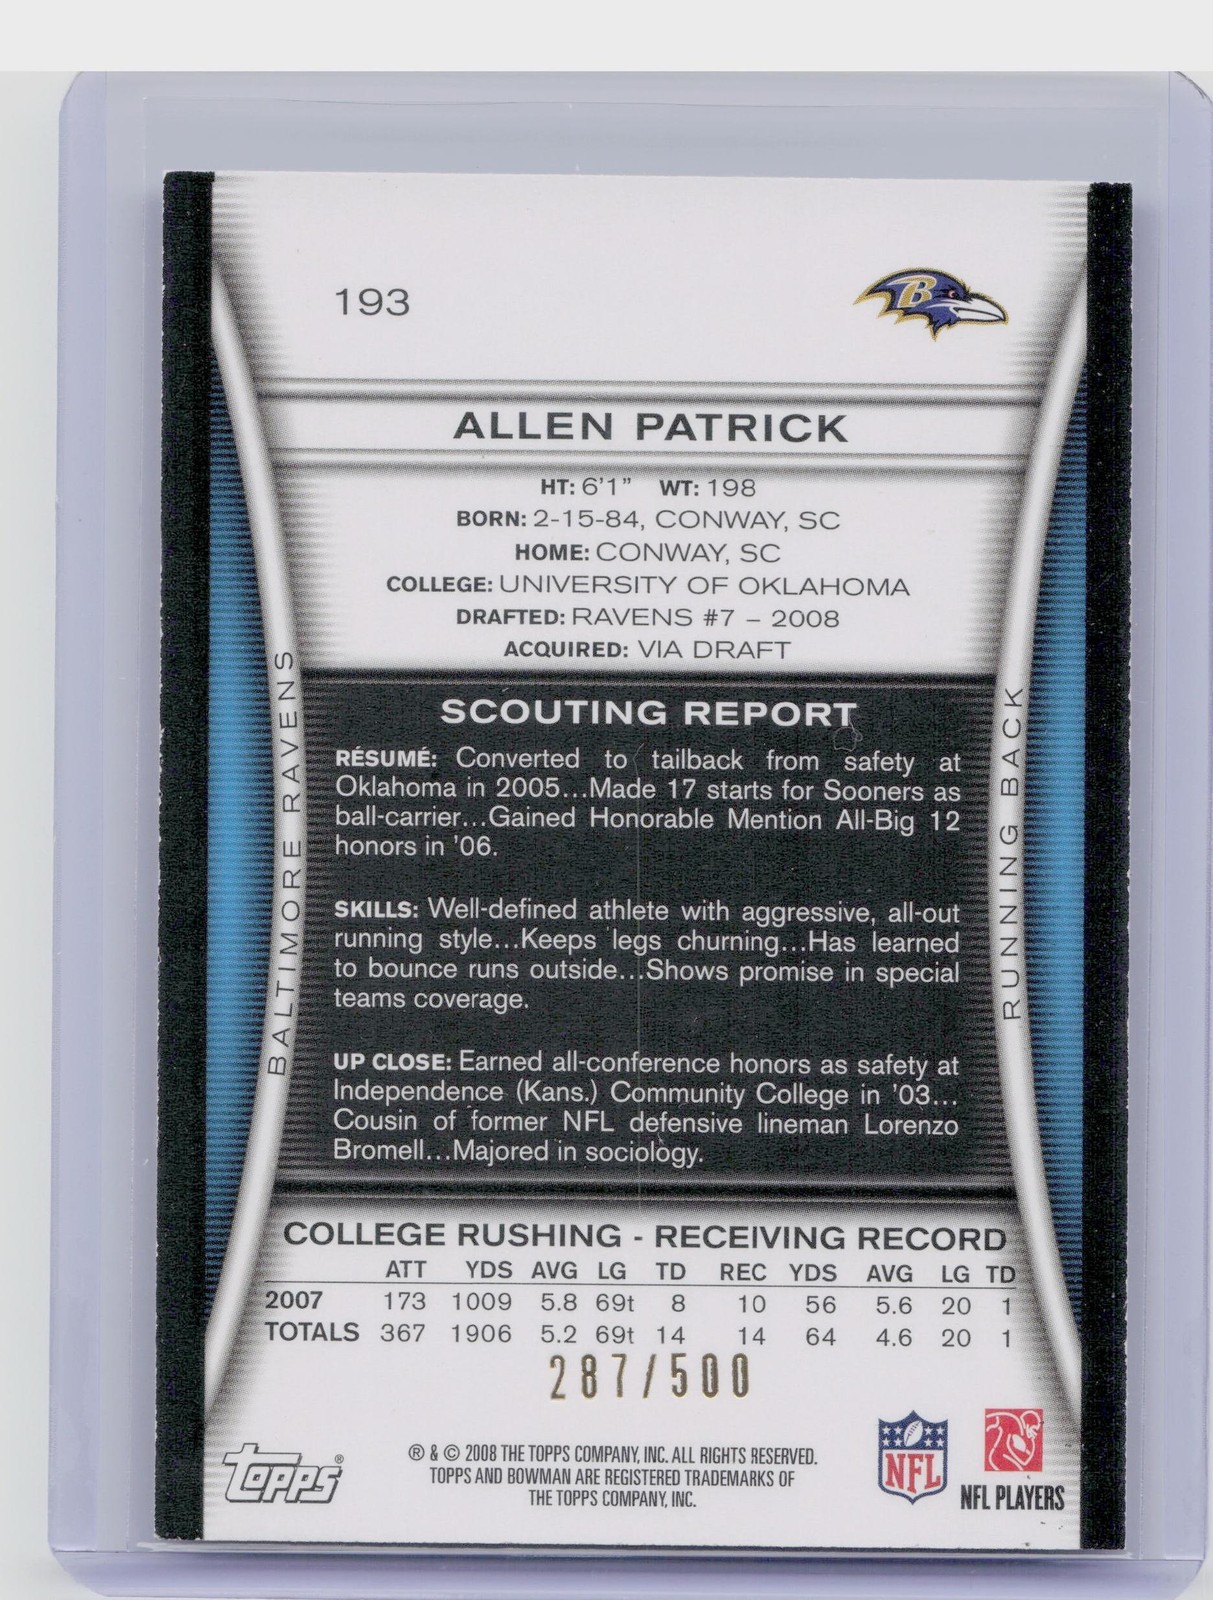 193
B
ALLEN PATRICK
HT: 6'1" WT: 198
BORN: 2-15-84, CONWAY, SC
HOME: CONWAY, SC
COLLEGE: UNIVERSITY OF OKLAHOMA
DRAFTED: RAVENS #7 – 2008
ACQUIRED: VIA DRAFT
BALTIMORE RAVENS
RUNNING BACK
SCOUTING REPORT
RÉSUMÉ: Converted to tailback from safety at
Oklahoma in 2005...Made 17 starts for Sooners as
ball-carrier...Gained Honorable Mention All-Big 12
honors in '06.
SKILLS: Well-defined athlete with aggressive, all-out
running style...Keeps legs churning...Has learned
to bounce runs outside...Shows promise in special
teams coverage.
UP CLOSE: Earned all-conference honors as safety at
Independence (Kans.) Community College in '03...
Cousin of former NFL defensive lineman Lorenzo
Bromell...Majored in sociology.
COLLEGE RUSHING - RECEIVING RECORD
ATT YDS AVG LG TD REC YDS AVG LG TD
2007 173 1009 5.8 69t 8 10 56 5.6 20 1
TOTALS 367 1906 5.2 69t 14 14 64 4.6 20 1
287/500
Topps®
® & © 2008 THE TOPPS COMPANY, INC. ALL RIGHTS RESERVED.
TOPPS AND BOWMAN ARE REGISTERED TRADEMARKS OF
THE TOPPS COMPANY, INC.
NFL
NFL PLAYERS